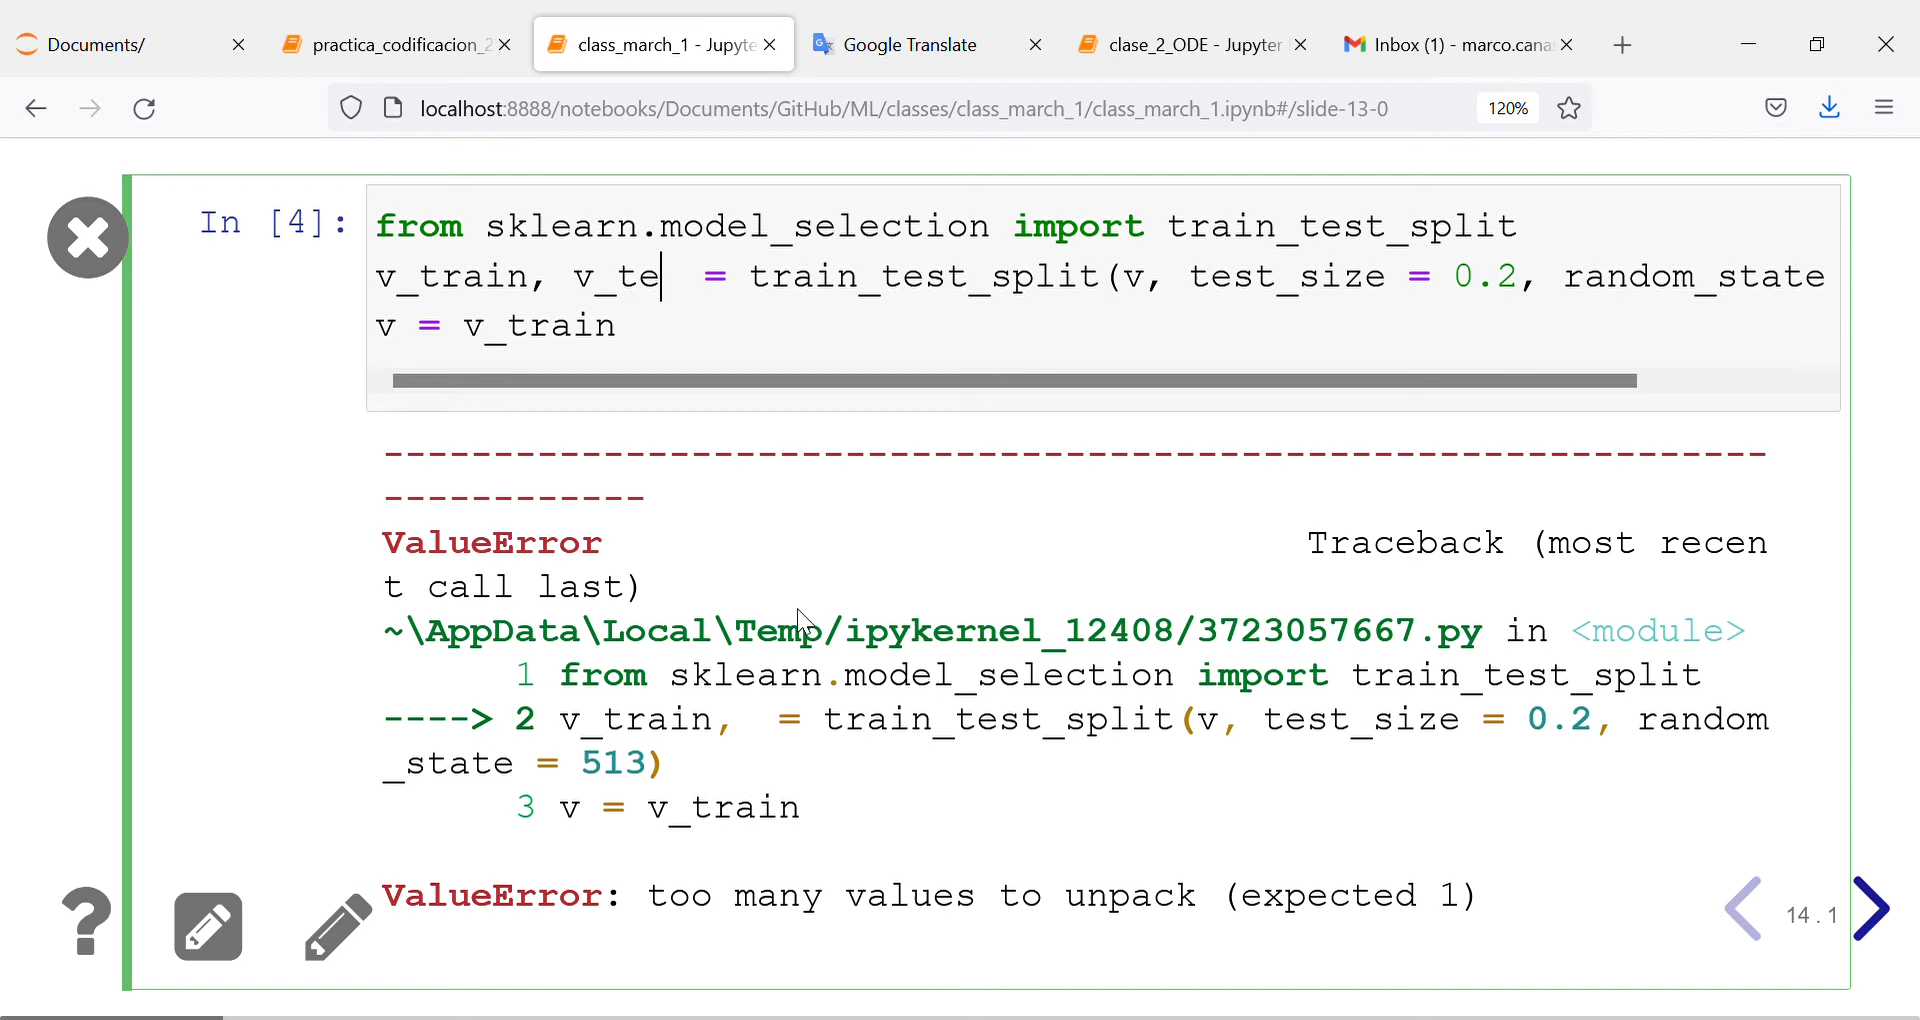 Documents/
practica_codificacion_2
class_march_1 - Jupyte
Google Translate
clase_2_ODE - Jupyter
Inbox (1) - marco.cana
localhost:8888/notebooks/Documents/GitHub/ML/classes/class_march_1/class_march_1.ipynb#/slide-13-0
120%
In [4]:
from sklearn.model_selection import train_test_split
v_train, v_te = train_test_split(v, test_size = 0.2, random_state
v = v_train
---------------------------------------------------------------
------------
ValueError Traceback (most recen
t call last)
~\AppData\Local\Temp/ipykernel_12408/3723057667.py in <module>
1 from sklearn.model_selection import train_test_split
----> 2 v_train, = train_test_split(v, test_size = 0.2, random
_state = 513)
3 v = v_train
ValueError: too many values to unpack (expected 1)
14.1